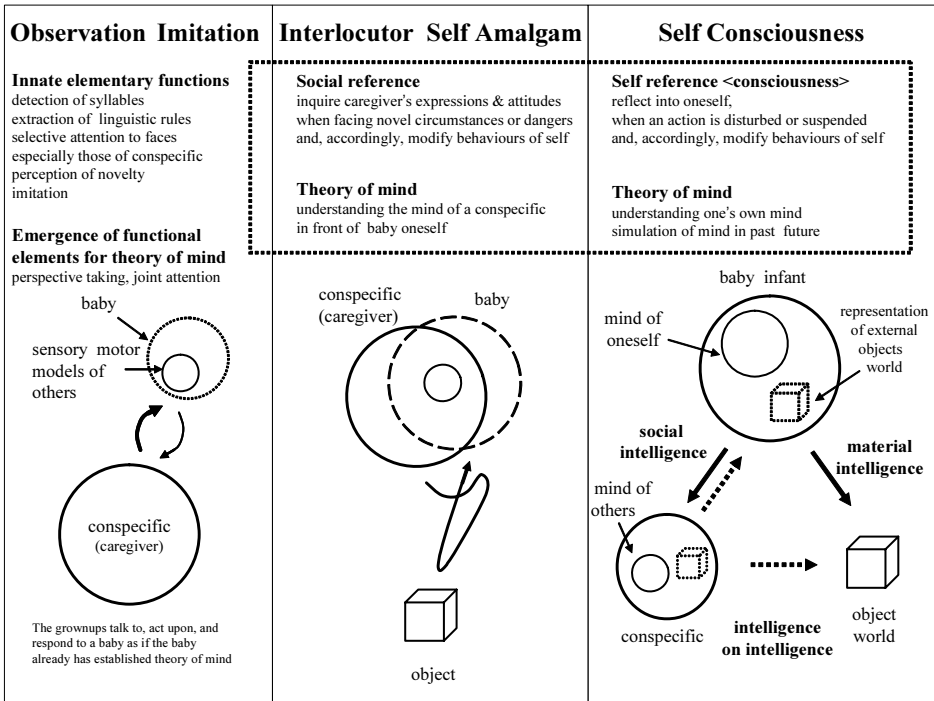 Observation Imitation
Innate elementary functions
detection of syllables
extraction of linguistic rules
selective attention to faces
especially those of conspecific
perception of novelty
imitation
Emergence of functional
elements for theory of mind
perspective taking, joint attention
baby
sensory motor
models of
others
conspecific
(caregiver)
The grownups talk to, act upon, and
respond to a baby as if the baby
already has established theory of mind
Interlocutor Self Amalgam
Social reference
inquire caregiver's expressions & attitudes
when facing novel circumstances or dangers
and, accordingly, modify behaviours of self
Theory of mind
understanding the mind of a conspecific
in front of baby oneself
conspecific
(caregiver)
baby
object
Self Consciousness
Self reference <consciousness>
reflect into oneself,
when an action is disturbed or suspended
and, accordingly, modify behaviours of self
Theory of mind
understanding one's own mind
simulation of mind in past future
baby infant
mind of
oneself
representation
of external
objects
world
social
intelligence
material
intelligence
mind of
others
conspecific
intelligence
on intelligence
object
world